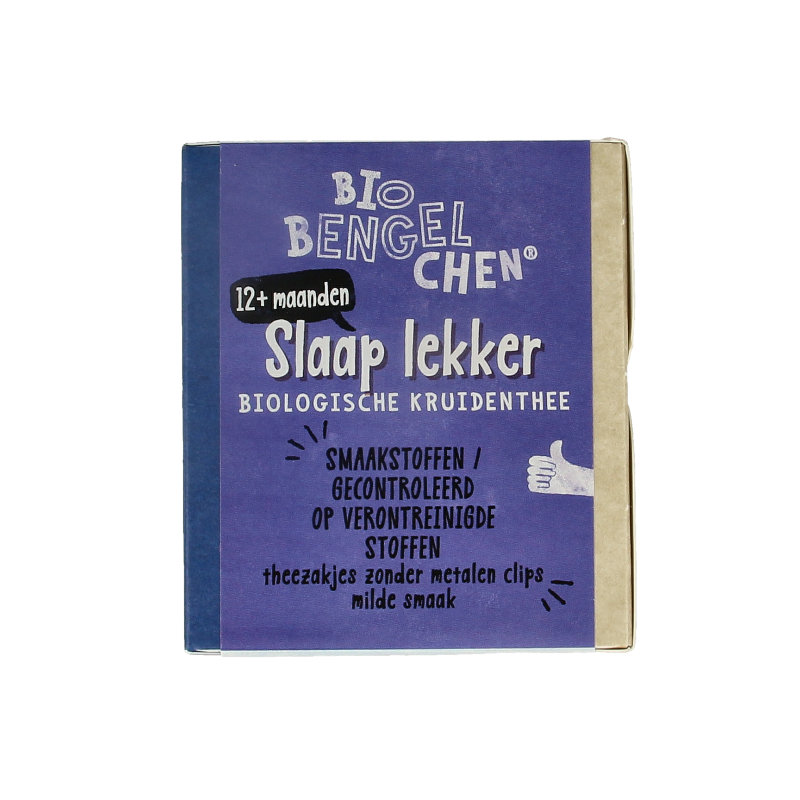 BIO
BENGEL
CHEN®
12+ maanden
Slaap lekker
BIOLOGISCHE KRUIDENTHEE
SMAAKSTOFFEN /
GECONTROLEERD
OP VERONTREINIGDE
STOFFEN
theezakjes zonder metalen clips
milde smaak